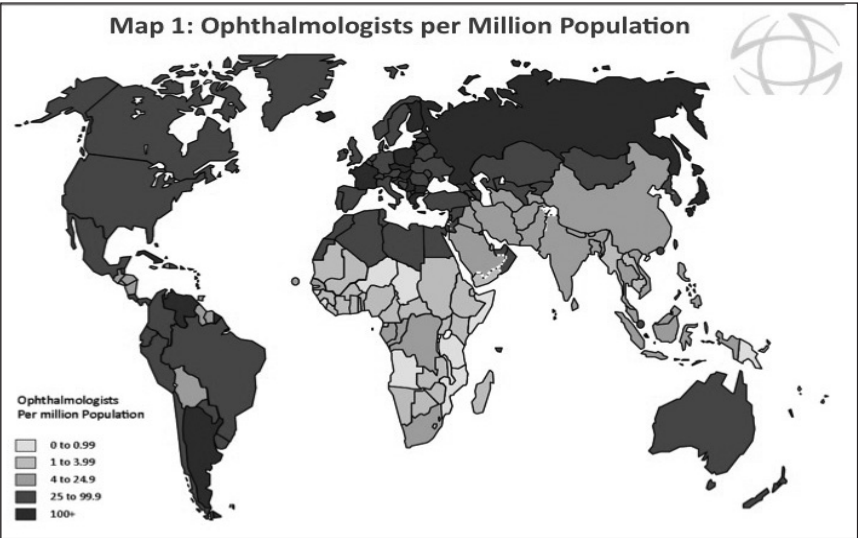 Map 1: Ophthalmologists per Million Population
Ophthalmologists
Per million Population
0 to 0.99
1 to 3.99
4 to 24.9
25 to 99.9
100+